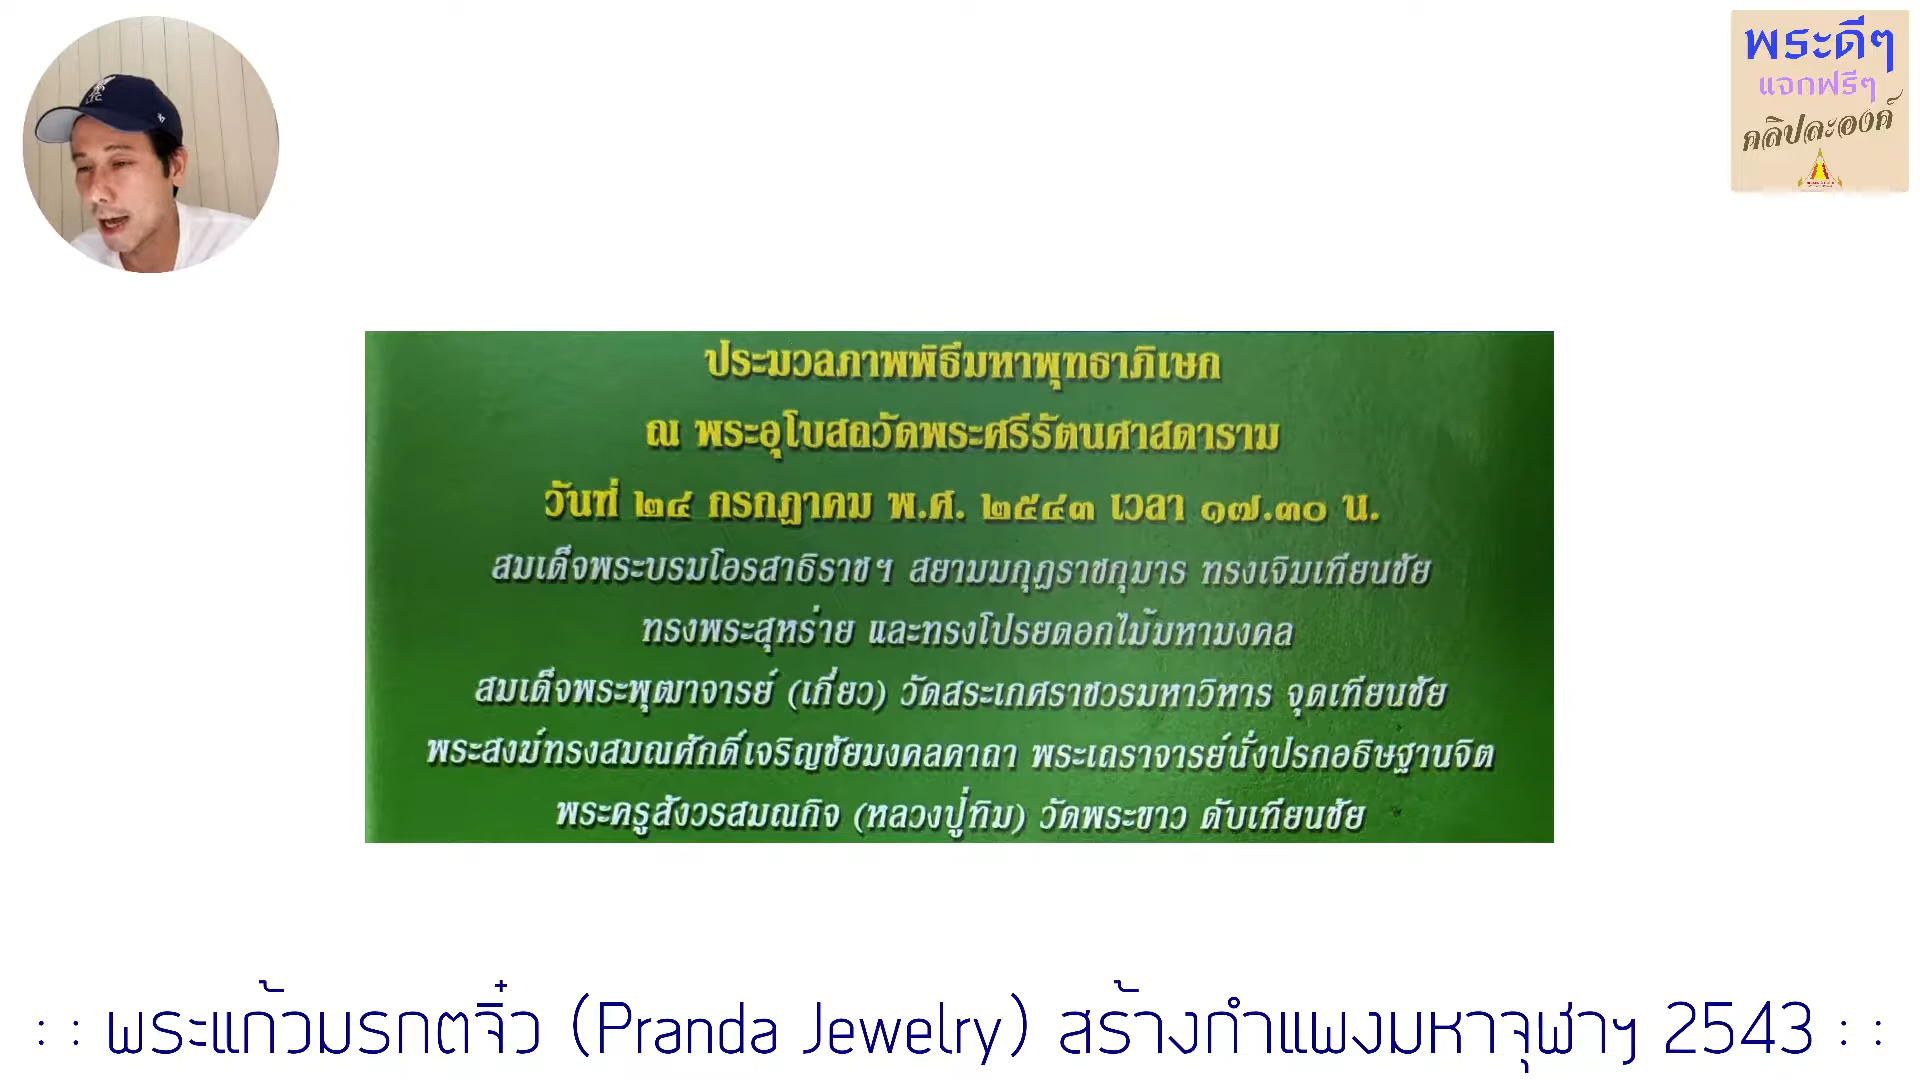 พระดีๆ
แจกฟรีๆ
คลิปละองค์
ประมวลภาพพิธีมหาพุทธาภิเษก
ณ พระอุโบสถวัดพระศรีรัตนศาสดาราม
วันที่ ๒๔ กรกฎาคม พ.ศ. ๒๕๔๓ เวลา ๑๗.๓๐ น.
สมเด็จพระบรมโอรสาธิราชฯ สยามมกุฎราชกุมาร ทรงเจิมเทียนชัย
ทรงพระสุหร่าย และทรงโปรยดอกไม้มหามงคล
สมเด็จพระพุฒาจารย์ (เกี่ยว) วัดสระเกศราชวรมหาวิหาร จุดเทียนชัย
พระสงฆ์ทรงสมณศักดิ์เจริญชัยมงคลคาถา พระเถราจารย์นั่งปรกอธิษฐานจิต
พระครูสังวรสมณกิจ (หลวงปู่ทิม) วัดพระขาว ดับเทียนชัย
: : พระแก้วมรกตจิ๋ว (Pranda Jewelry) สร้างกำแพงมหาจุฬาฯ 2543 : :